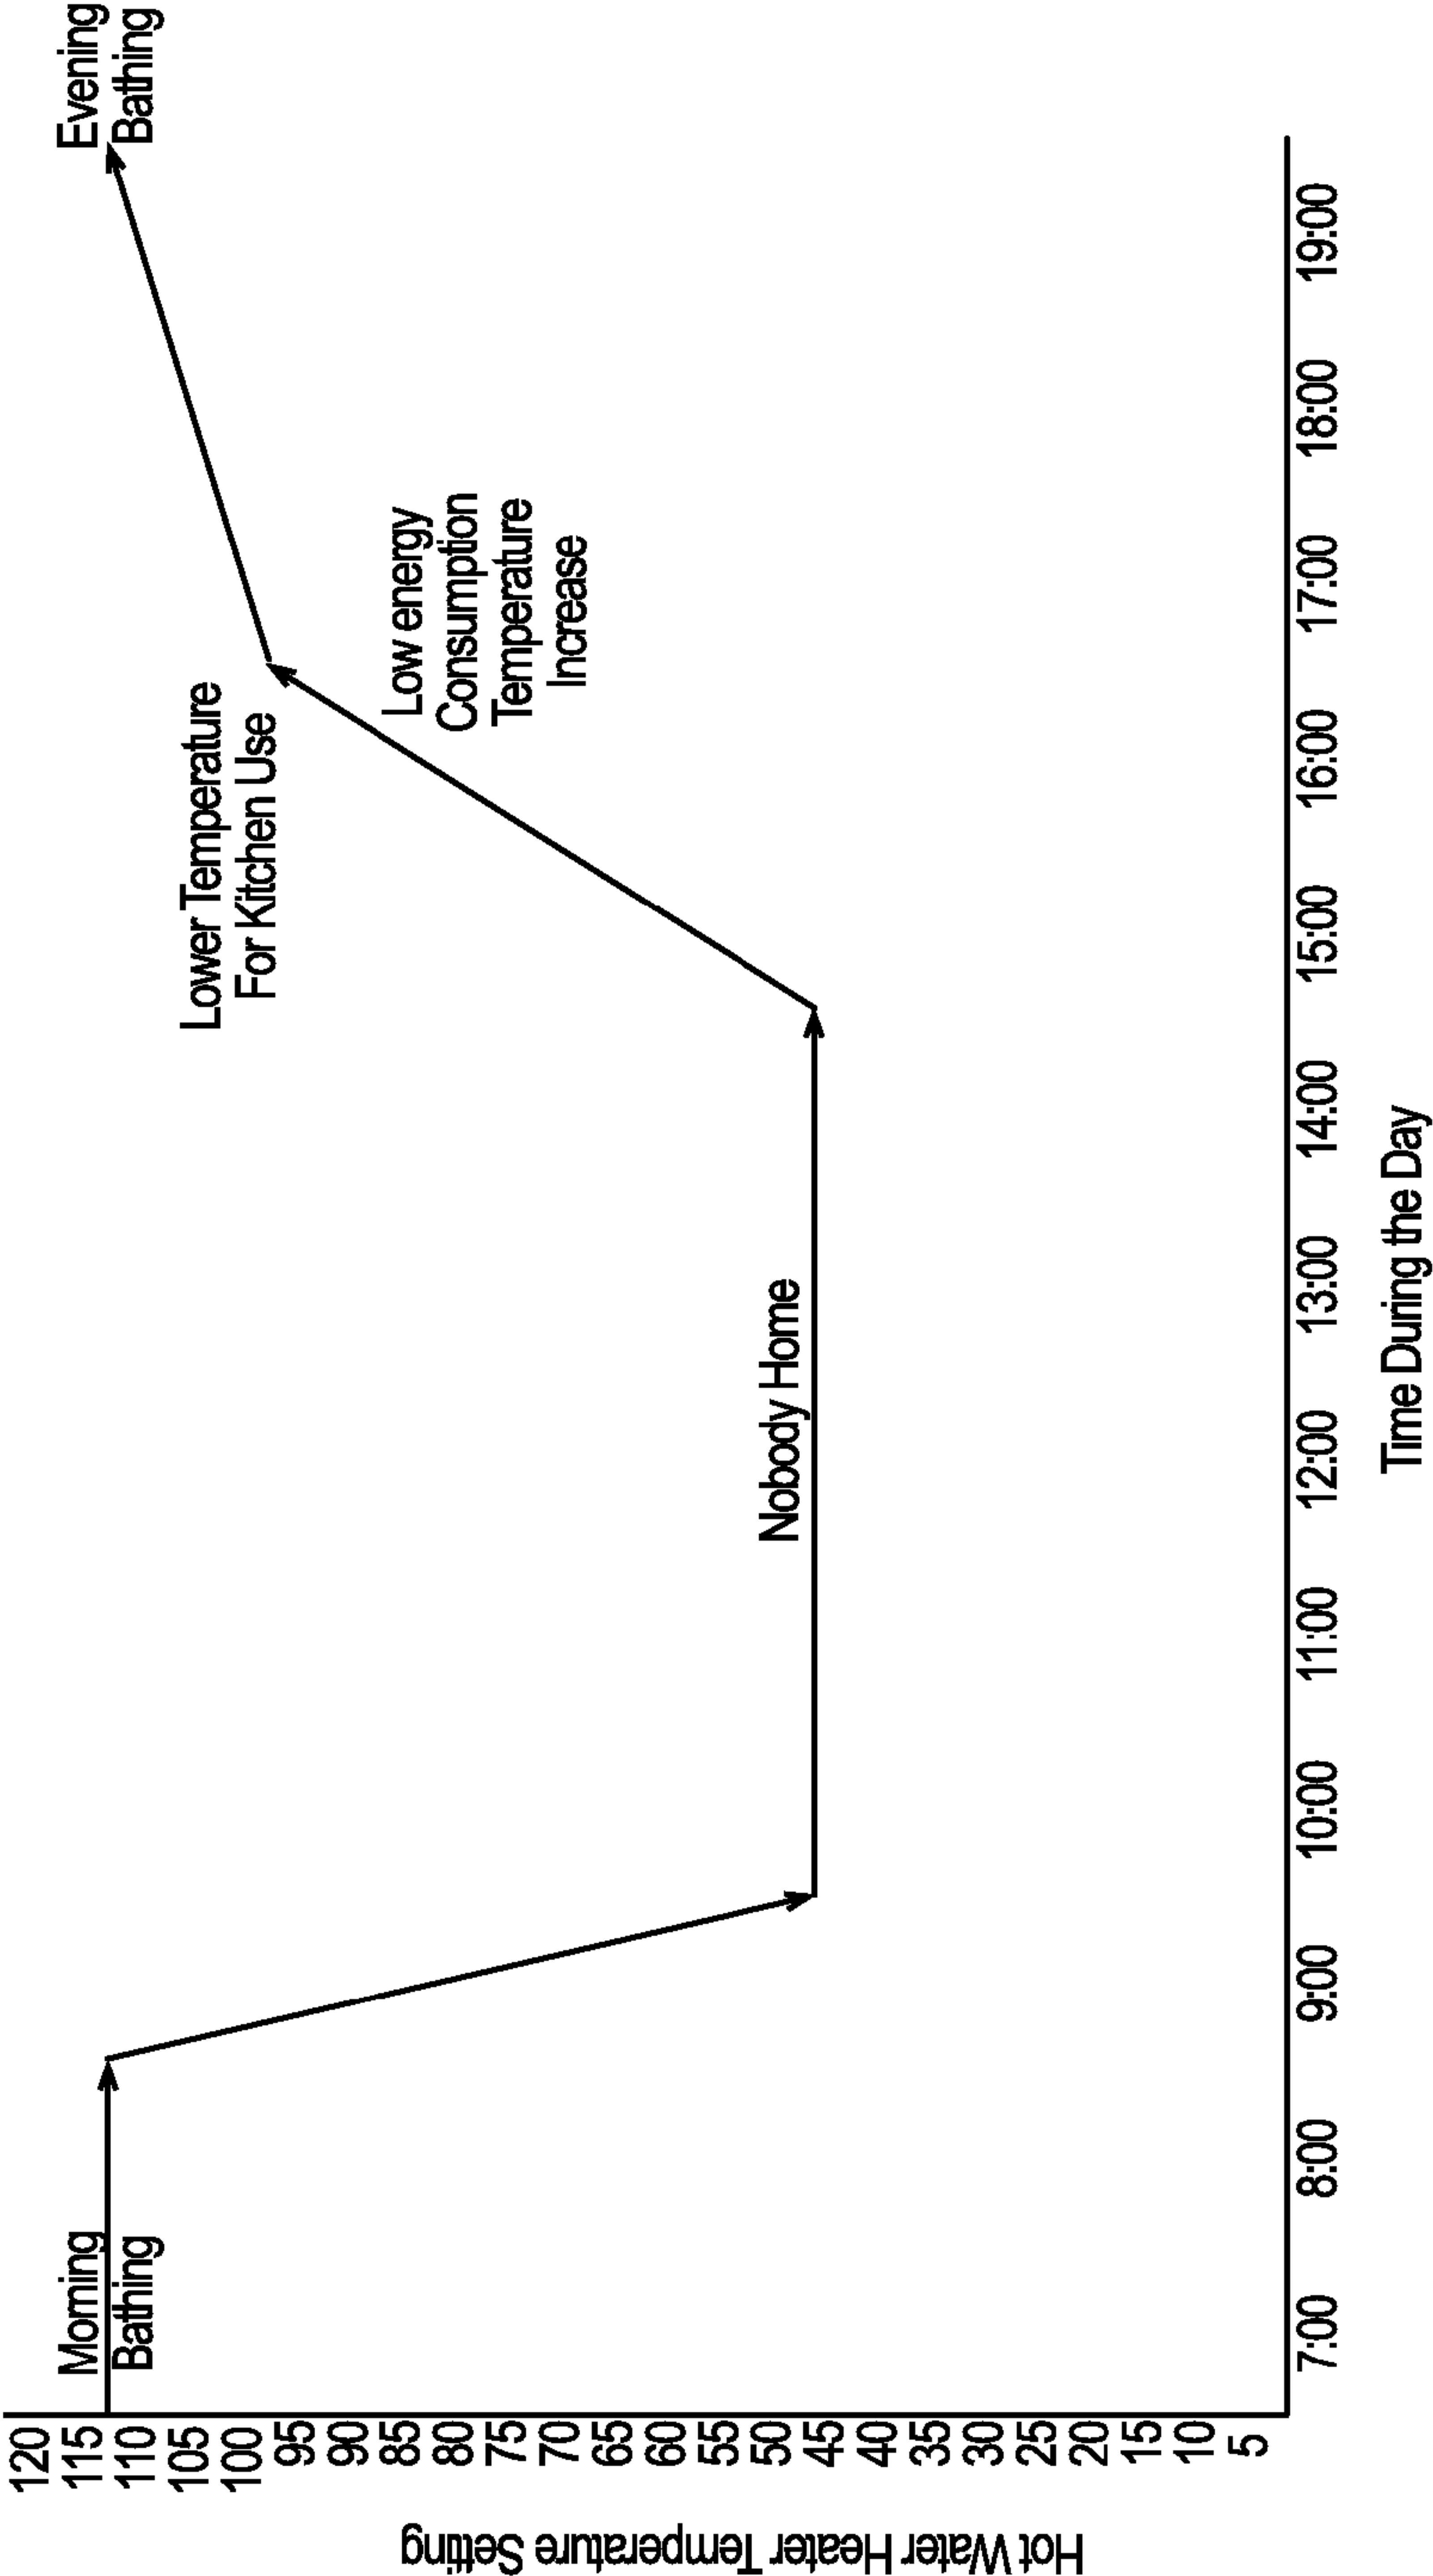 Hot Water Heater Temperature Setting
120
115
110
105
100
95
90
85
80
75
70
65
60
55
50
45
40
35
30
25
20
15
10
5
Morning
Bathing
Nobody Home
Lower Temperature
For Kitchen Use
Low energy
Consumption
Temperature
Increase
Evening
Bathing
7:00 8:00 9:00 10:00 11:00 12:00 13:00 14:00 15:00 16:00 17:00 18:00 19:00
Time During the Day